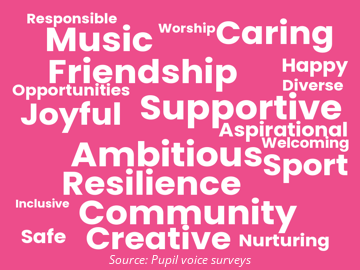 Responsible
Music Worship Caring
Friendship Happy
Opportunities Diverse
Joyful Supportive
Aspirational
Ambitious Welcoming
Resilience Sport
Inclusive Community
Safe Creative Nurturing
Source: Pupil voice surveys